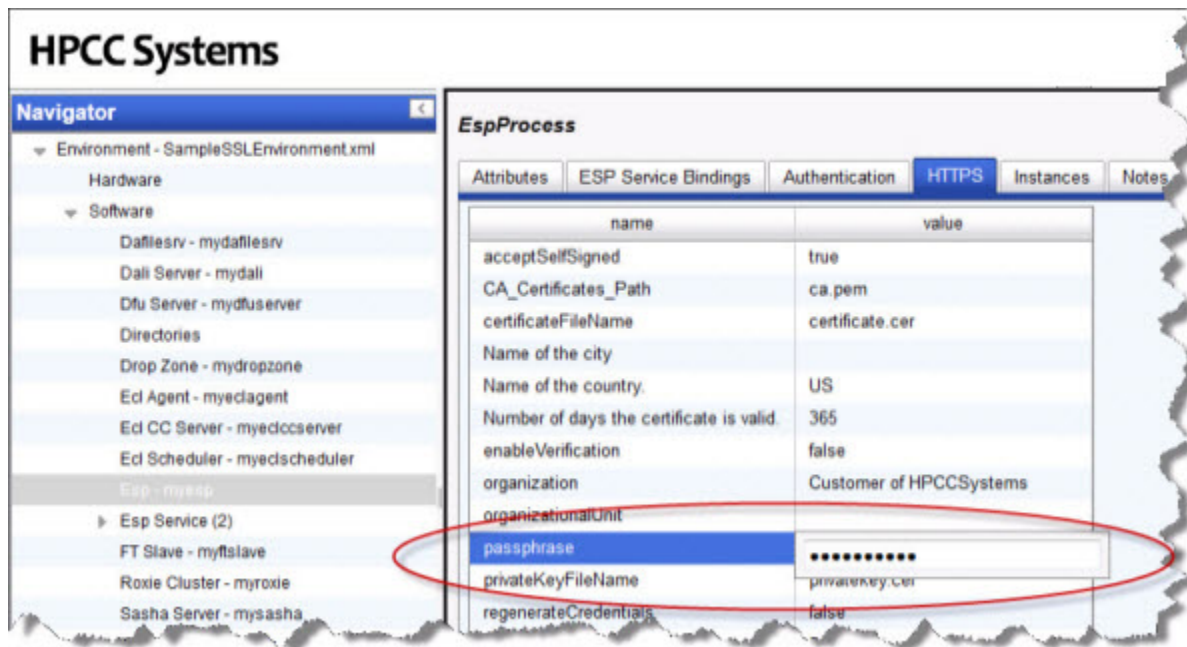 HPCC Systems
Navigator
Environment - SampleSSLEnvironment.xml
Hardware
Software
Dafilesrv - mydafilesrv
Dali Server - mydali
Dfu Server - mydfuserver
Directories
Drop Zone - mydropzone
Ecl Agent - myeclagent
Ecl CC Server - myeclccserver
Ecl Scheduler - myeclscheduler
Esp - myesp
Esp Service (2)
FT Slave - myftslave
Roxie Cluster - myroxie
Sasha Server - mysasha
EspProcess
Attributes ESP Service Bindings Authentication HTTPS Instances Notes
name value
acceptSelfSigned true
CA_Certificates_Path ca.pem
certificateFileName certificate.cer
Name of the city
Name of the country. US
Number of days the certificate is valid. 365
enableVerification false
organization Customer of HPCCSystems
organizationalUnit
passphrase ••••••••••
privateKeyFileName privatekey.cer
regenerateCredentials false